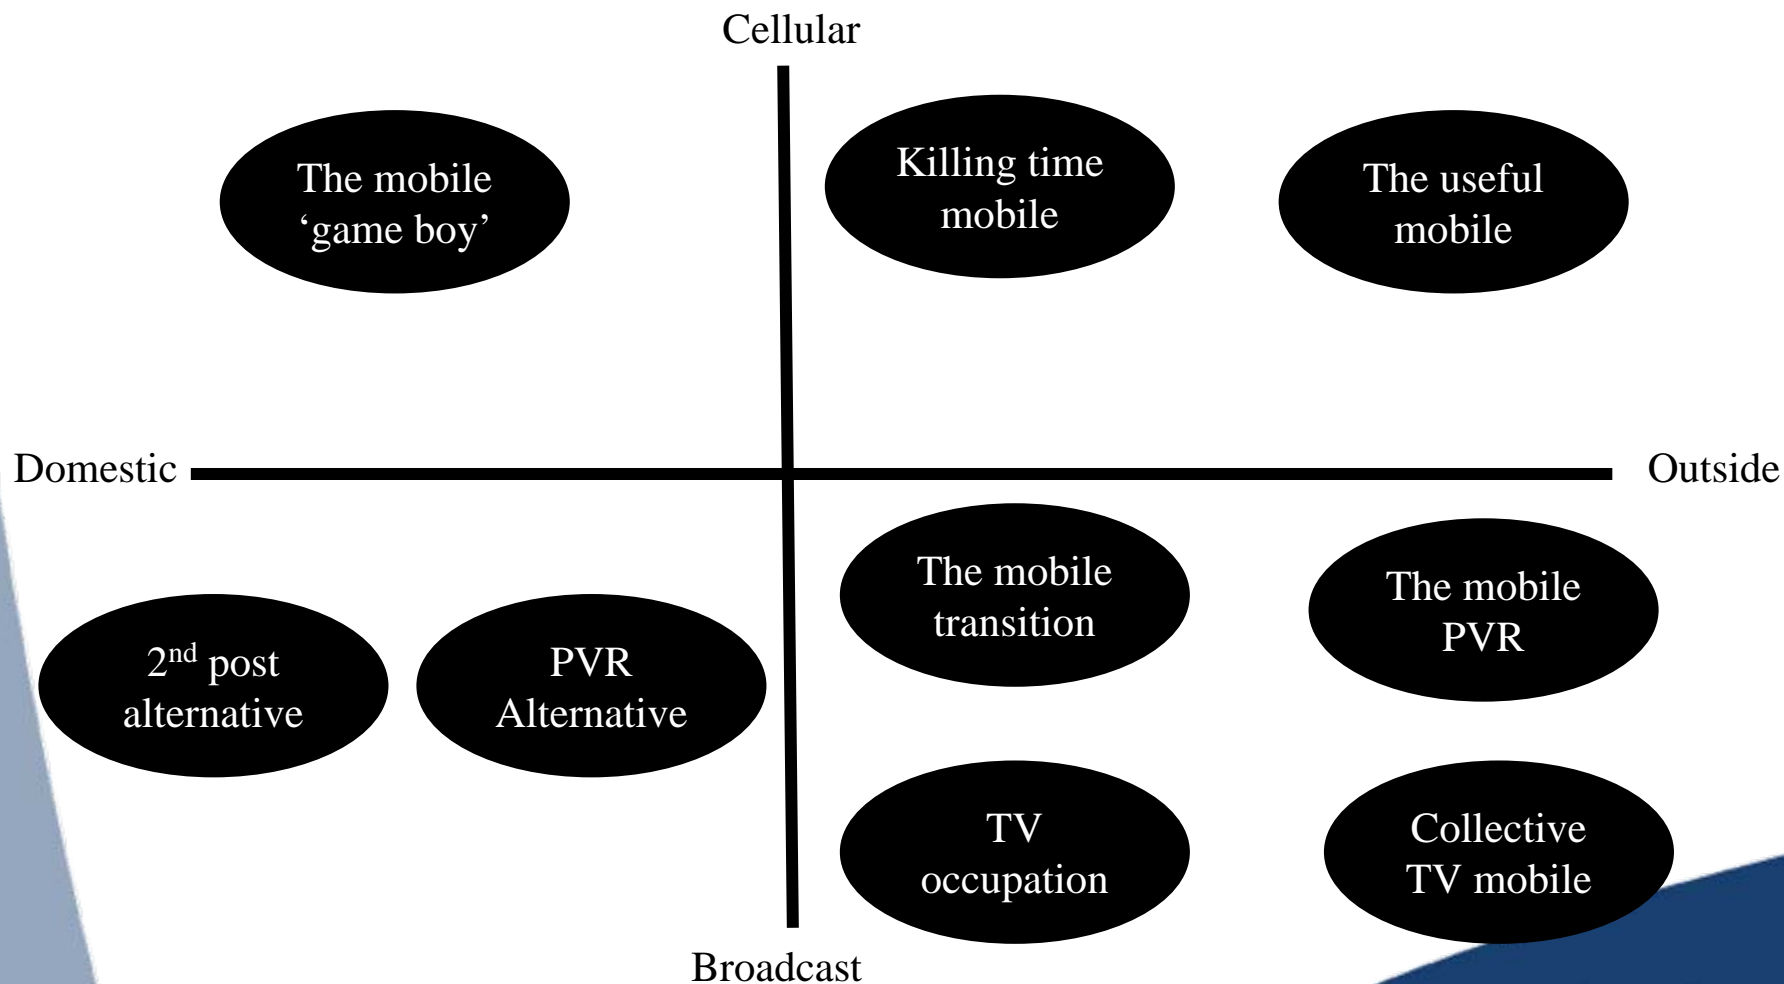 Cellular
The mobile
‘game boy’
Killing time
mobile
The useful
mobile
Domestic
Outside
2nd post
alternative
PVR
Alternative
The mobile
transition
The mobile
PVR
TV
occupation
Collective
TV mobile
Broadcast